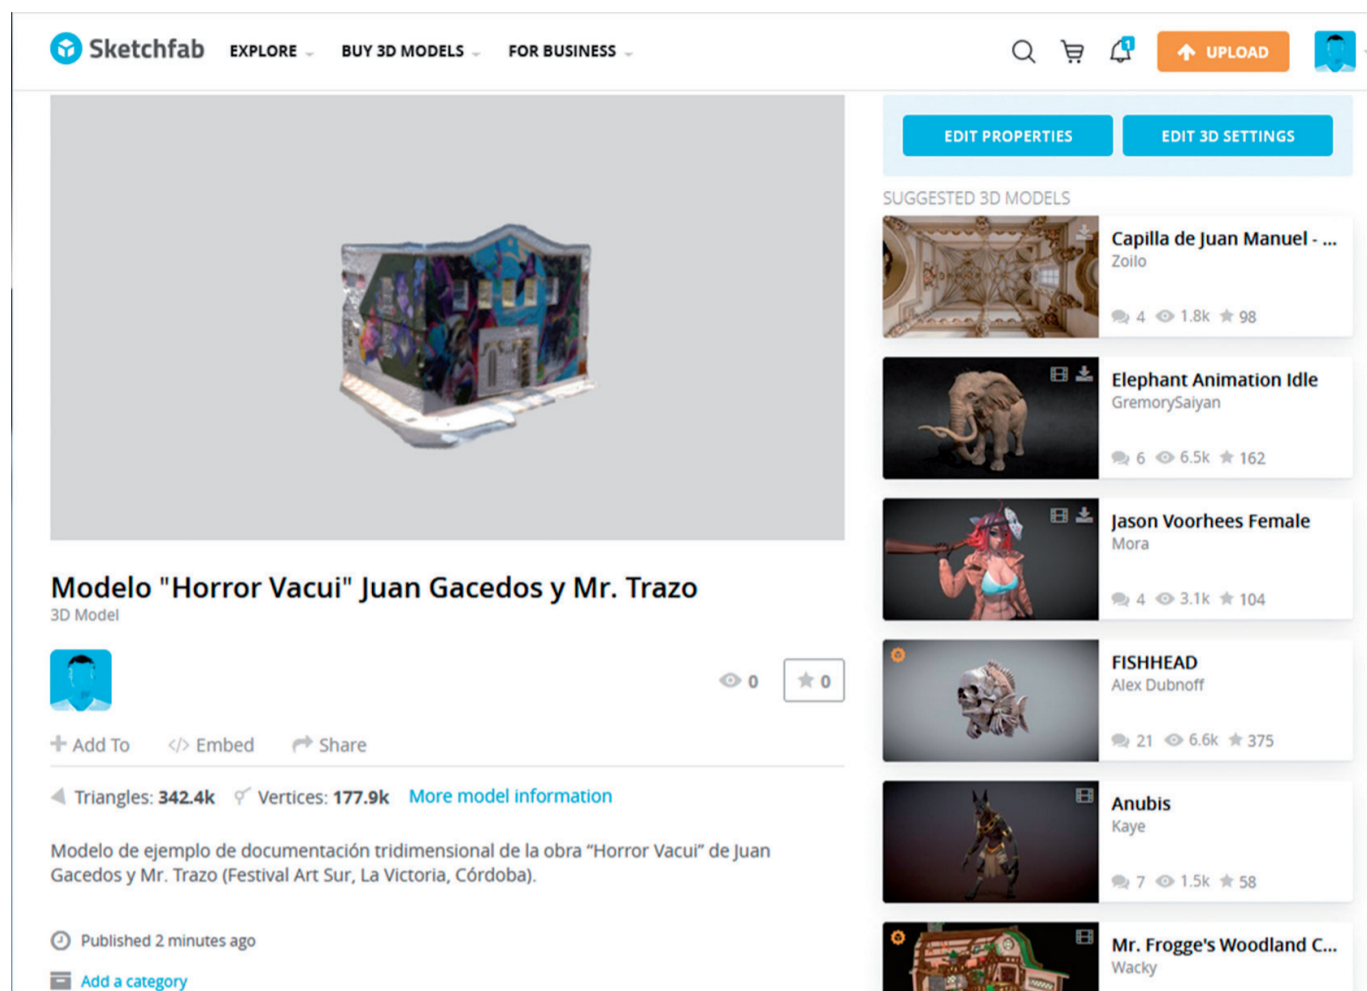 Sketchfab EXPLORE BUY 3D MODELS FOR BUSINESS 1 UPLOAD
Modelo "Horror Vacui" Juan Gacedos y Mr. Trazo
3D Model
0 0
Add To Embed Share
Triangles: 342.4k Vertices: 177.9k More model information
Modelo de ejemplo de documentación tridimensional de la obra “Horror Vacui” de Juan
Gacedos y Mr. Trazo (Festival Art Sur, La Victoria, Córdoba).
Published 2 minutes ago
Add a category
EDIT PROPERTIES EDIT 3D SETTINGS
SUGGESTED 3D MODELS
Capilla de Juan Manuel - ...
Zoilo
4 1.8k 98
Elephant Animation Idle
GremorySaiyan
6 6.5k 162
Jason Voorhees Female
Mora
4 3.1k 104
FISHHEAD
Alex Dubnoff
21 6.6k 375
Anubis
Kaye
7 1.5k 58
Mr. Frogge's Woodland C...
Wacky